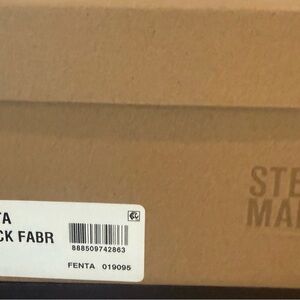 STE
MA
TA
CK FABR
888509742863
FENTA 019095